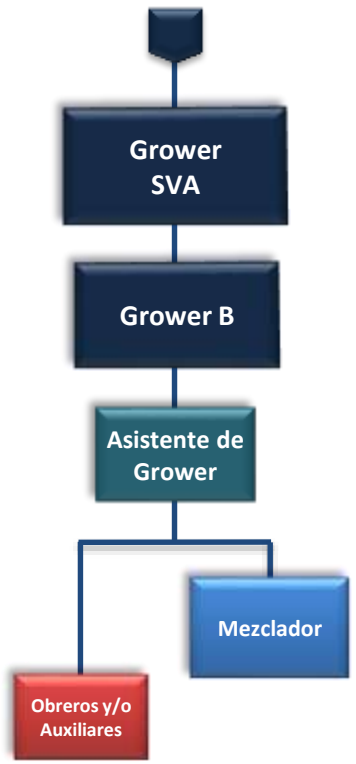 Grower
SVA
Grower B
Asistente de
Grower
Mezclador
Obreros y/o
Auxiliares